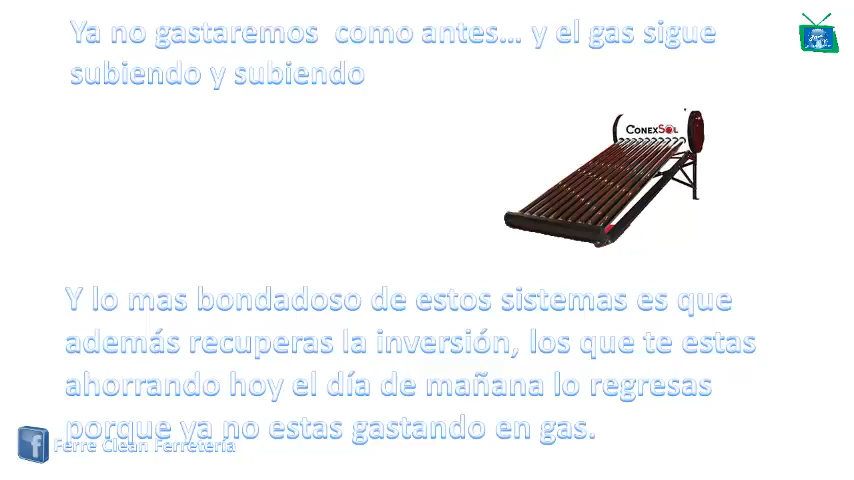 Ya no gastaremos  como antes... y el gas sigue
subiendo y subiendo
CONEXSOL
Y lo mas bondadoso de estos sistemas es que
además recuperas la inversión, los que te estas
ahorrando hoy el día de mañana lo regresas
porque ya no estas gastando en gas.
Ferre Clean Ferretería